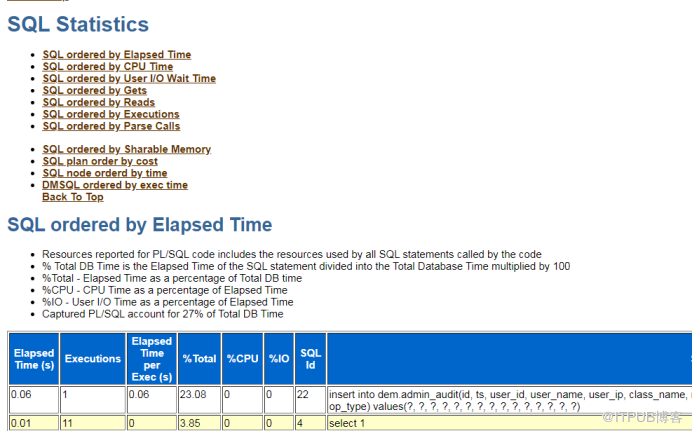 SQL Statistics
SQL ordered by Elapsed Time
SQL ordered by CPU Time
SQL ordered by User I/O Wait Time
SQL ordered by Gets
SQL ordered by Reads
SQL ordered by Executions
SQL ordered by Parse Calls
SQL ordered by Sharable Memory
SQL plan order by cost
SQL node orderd by time
DMSQL ordered by exec time
Back To Top
SQL ordered by Elapsed Time
Resources reported for PL/SQL code includes the resources used by all SQL statements called by the code
% Total DB Time is the Elapsed Time of the SQL statement divided into the Total Database Time multiplied by 100
%Total - Elapsed Time as a percentage of Total DB time
%CPU - CPU Time as a percentage of Elapsed Time
%IO - User I/O Time as a percentage of Elapsed Time
Captured PL/SQL account for 27% of Total DB Time
Elapsed Time (s) Executions Elapsed Time per Exec (s) %Total %CPU %IO SQL Id
0.06 1 0.06 23.08 0 0 22 insert into dem.admin_audit(id, ts, user_id, user_name, user_ip, class_name,
op_type) values(?, ?, ?, ?, ?, ?, ?, ?, ?, ?, ?, ?, ?, ?)
0.01 11 0 3.85 0 0 4 select 1
@ITPUB博客